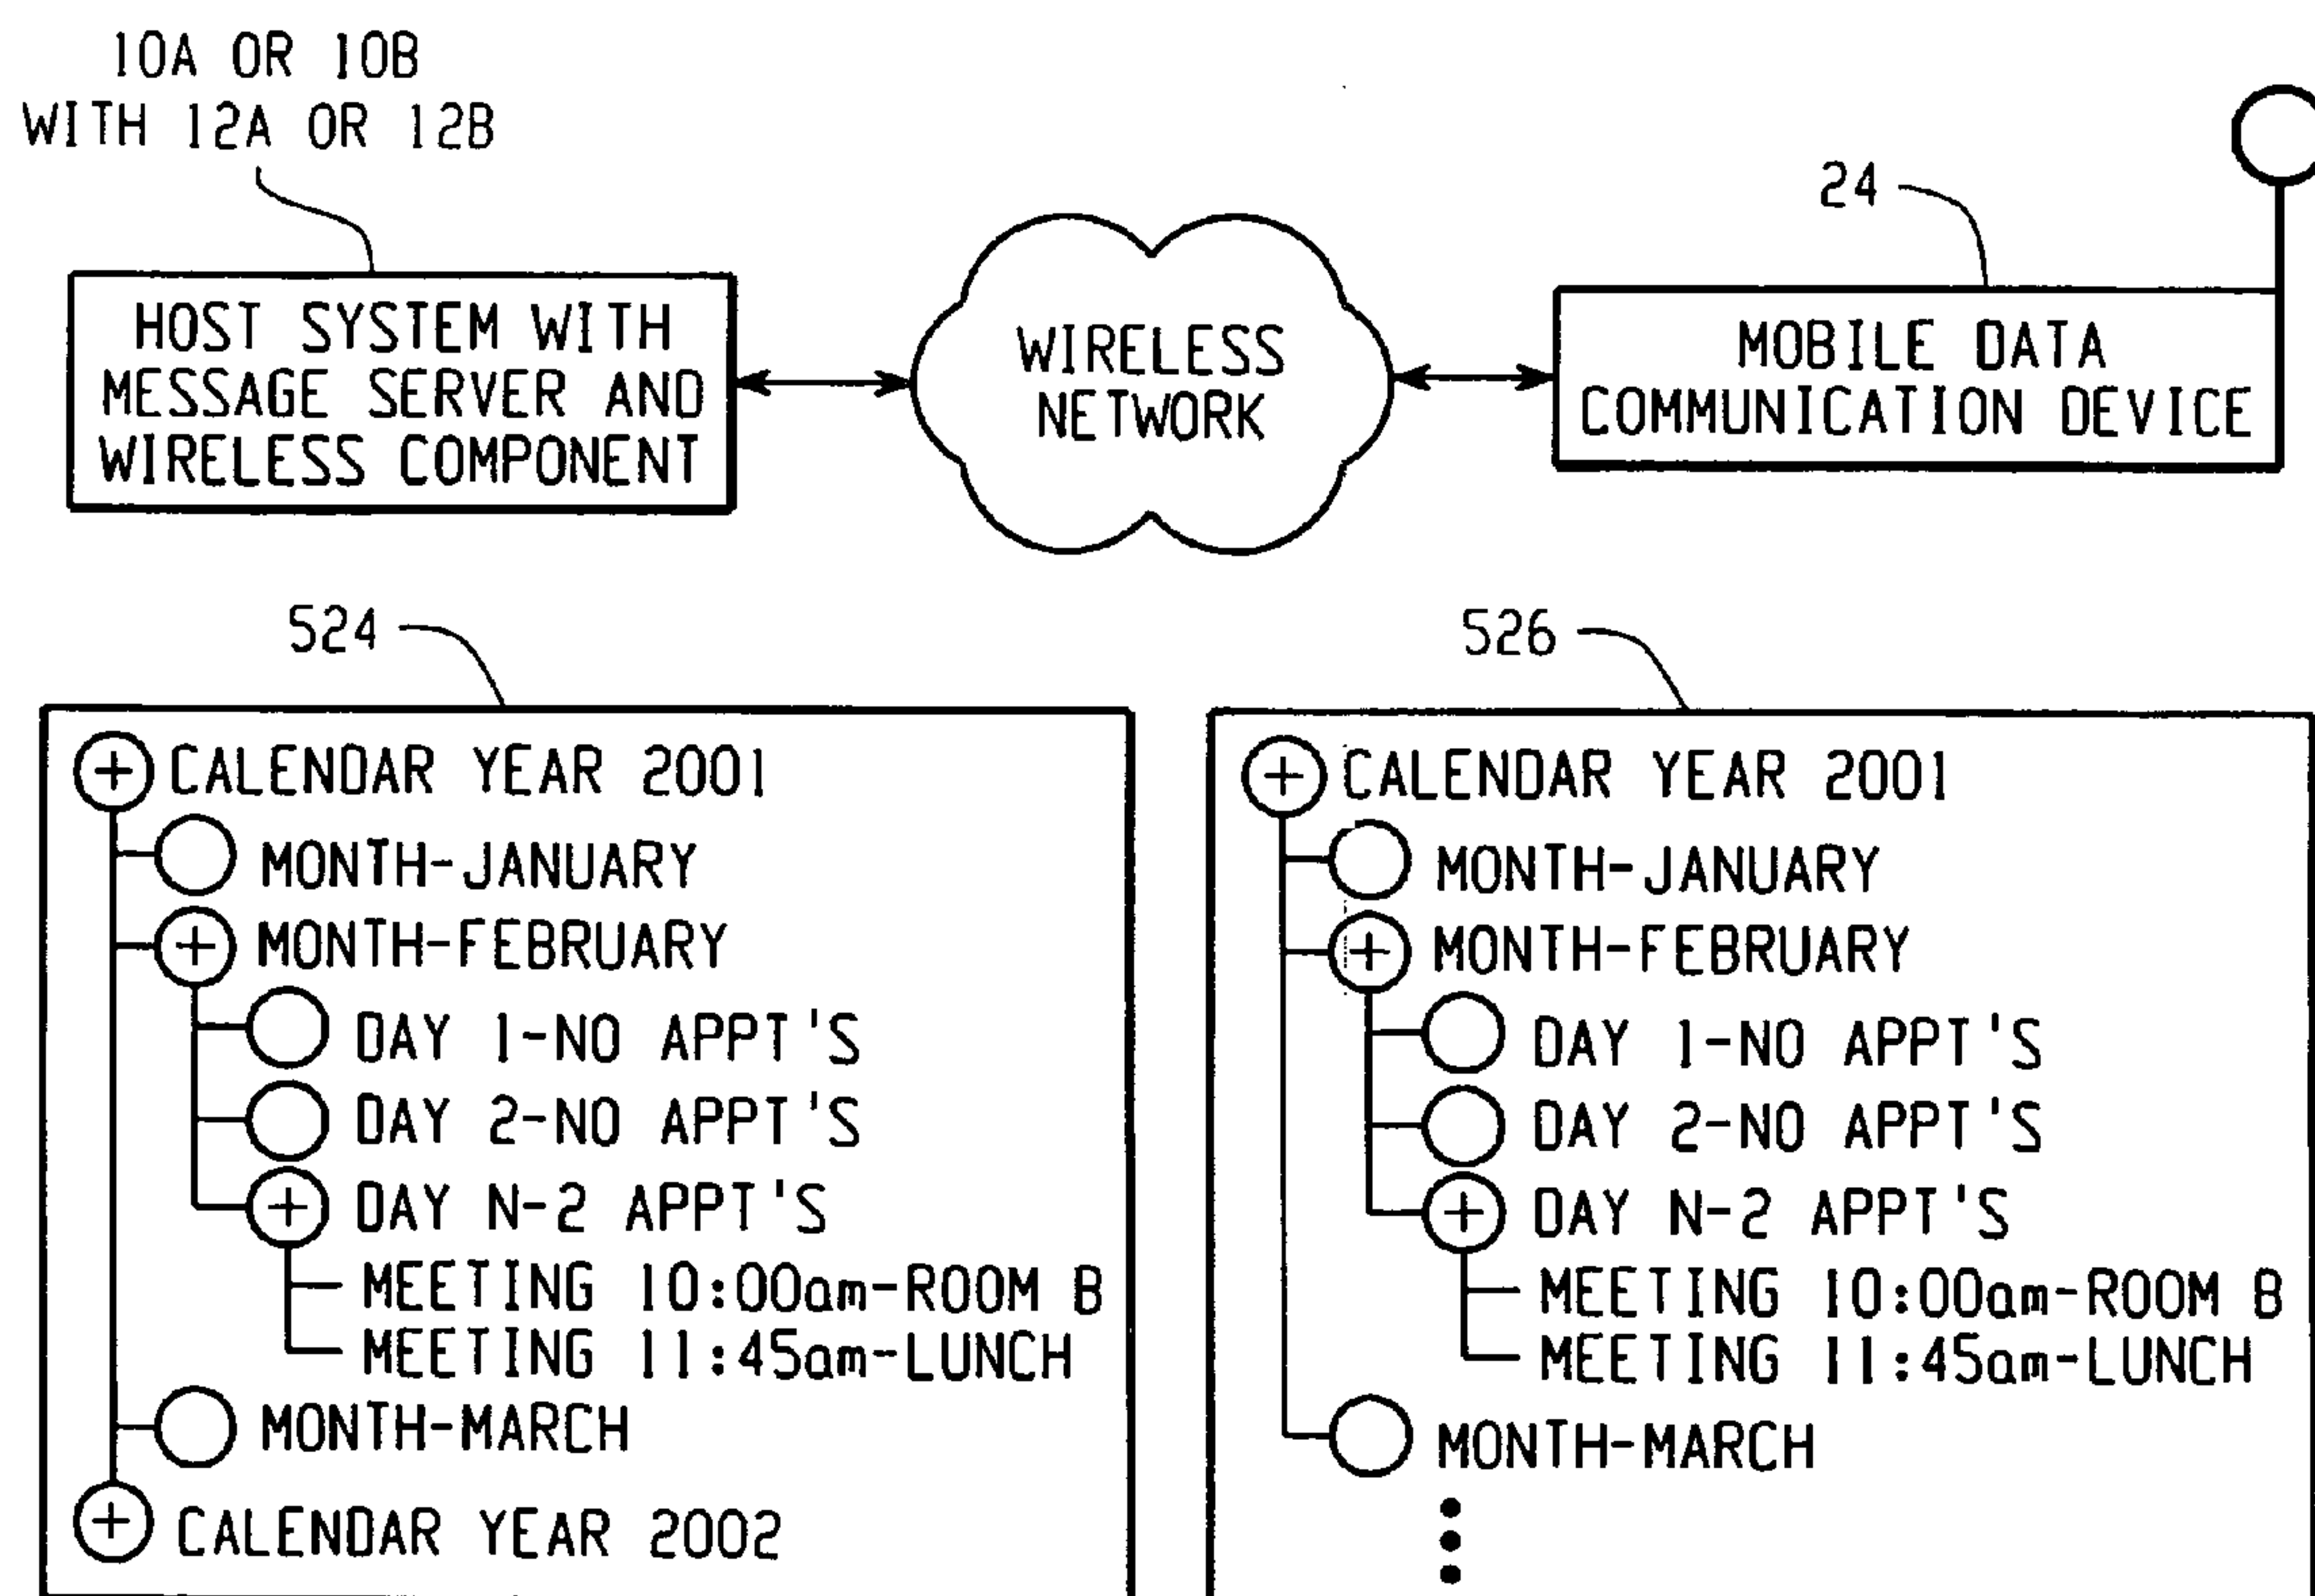 10A OR 10B
WITH 12A OR 12B
24
HOST SYSTEM WITH
MESSAGE SERVER AND
WIRELESS COMPONENT
WIRELESS
NETWORK
MOBILE DATA
COMMUNICATION DEVICE
524
CALENDAR YEAR 2001
MONTH-JANUARY
MONTH-FEBRUARY
DAY 1-NO APPT'S
DAY 2-NO APPT'S
DAY N-2 APPT'S
MEETING 10:00am-ROOM B
MEETING 11:45am-LUNCH
MONTH-MARCH
CALENDAR YEAR 2002
526
CALENDAR YEAR 2001
MONTH-JANUARY
MONTH-FEBRUARY
DAY 1-NO APPT'S
DAY 2-NO APPT'S
DAY N-2 APPT'S
MEETING 10:00am-ROOM B
MEETING 11:45am-LUNCH
MONTH-MARCH